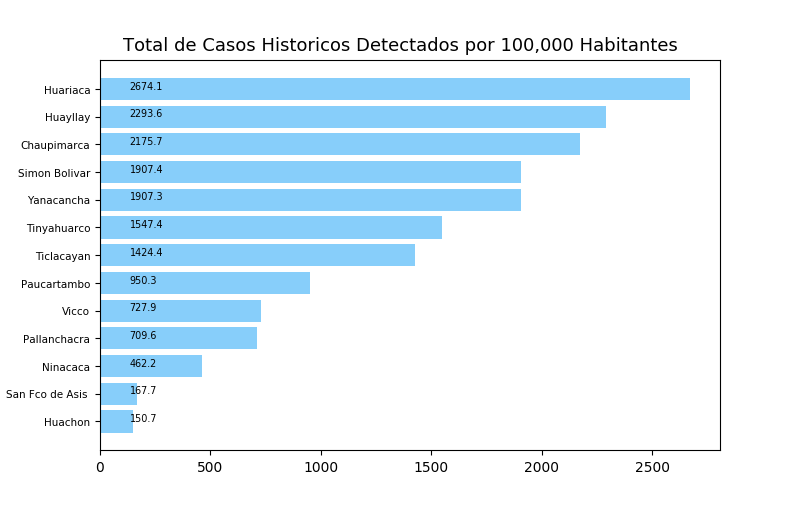 Total de Casos Historicos Detectados por 100,000 Habitantes
Huariaca 2674.1
Huayllay 2293.6
Chaupimarca 2175.7
Simon Bolivar 1907.4
Yanacancha 1907.3
Tinyahuarco 1547.4
Ticlacayan 1424.4
Paucartambo 950.3
Vicco 727.9
Pallanchacra 709.6
Ninacaca 462.2
San Fco de Asis 167.7
Huachon 150.7
0 500 1000 1500 2000 2500